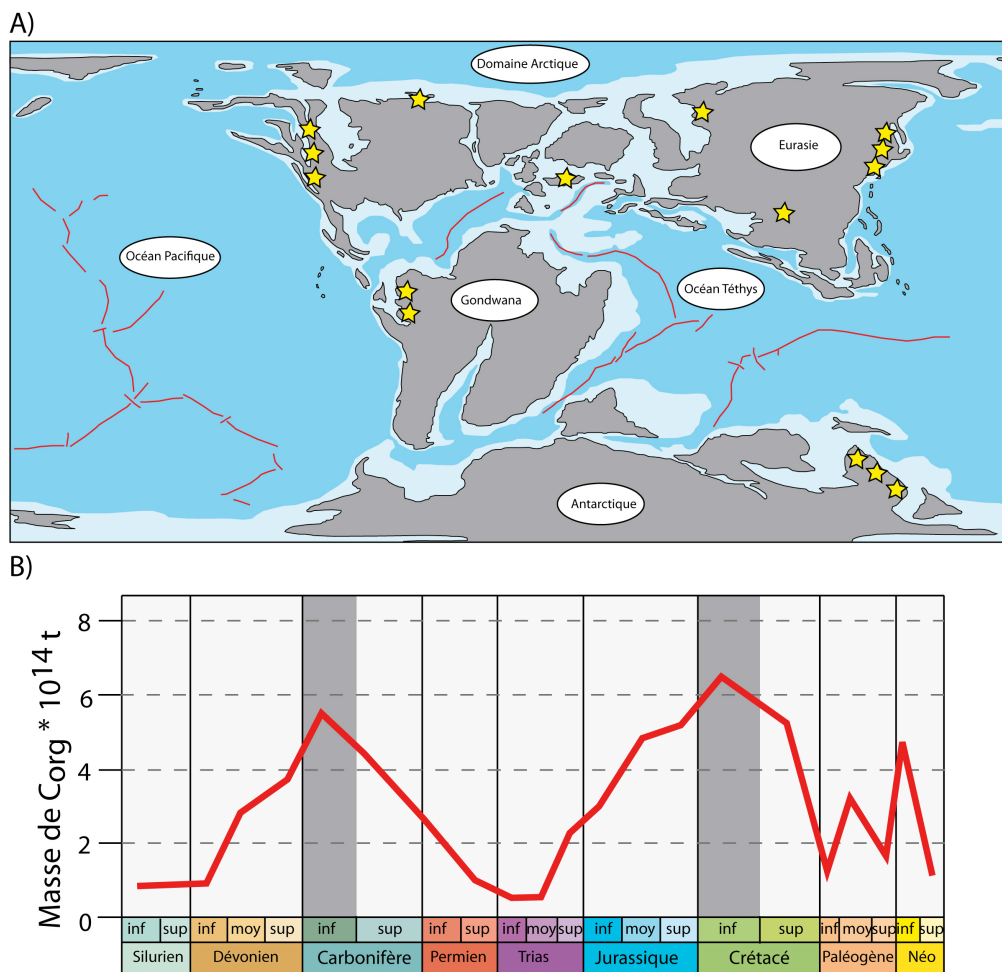 A)
Domaine Arctique
Eurasie
Océan Pacifique
Gondwana
Océan Téthys
Antarctique
B)
Masse de Corg * 10¹⁴ t
8
6
4
2
0
inf sup inf moy sup inf sup inf sup inf moy sup inf moy sup inf sup inf moy sup inf sup
Silurien Dévonien Carbonifère Permien Trias Jurassique Crétacé Paléogène Néo